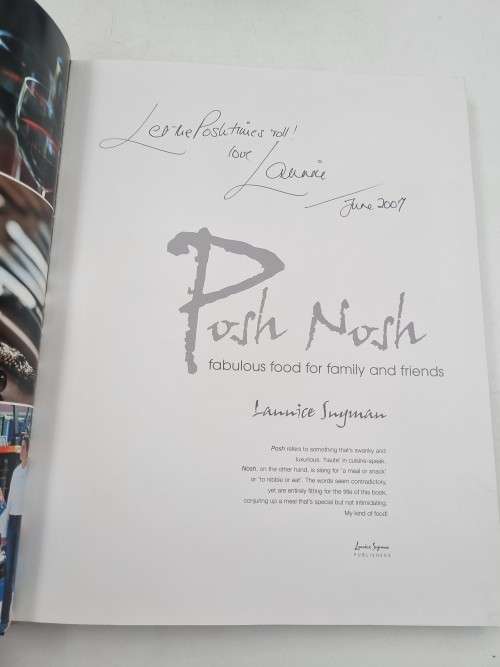 Let the Posh times roll!
love
Lannice
June 2007
Posh Nosh
fabulous food for family and friends
Lannice Snyman
Posh refers to something that's swanky and
luxurious: 'haute' in cuisine-speak.
Nosh, on the other hand, is slang for 'a meal or snack'
or 'to nibble or eat'. The words seem contradictory,
yet are entirely fitting for the title of this book,
conjuring up a meal that's special but not intimidating.
My kind of food!
Lannice Snyman
PUBLISHERS